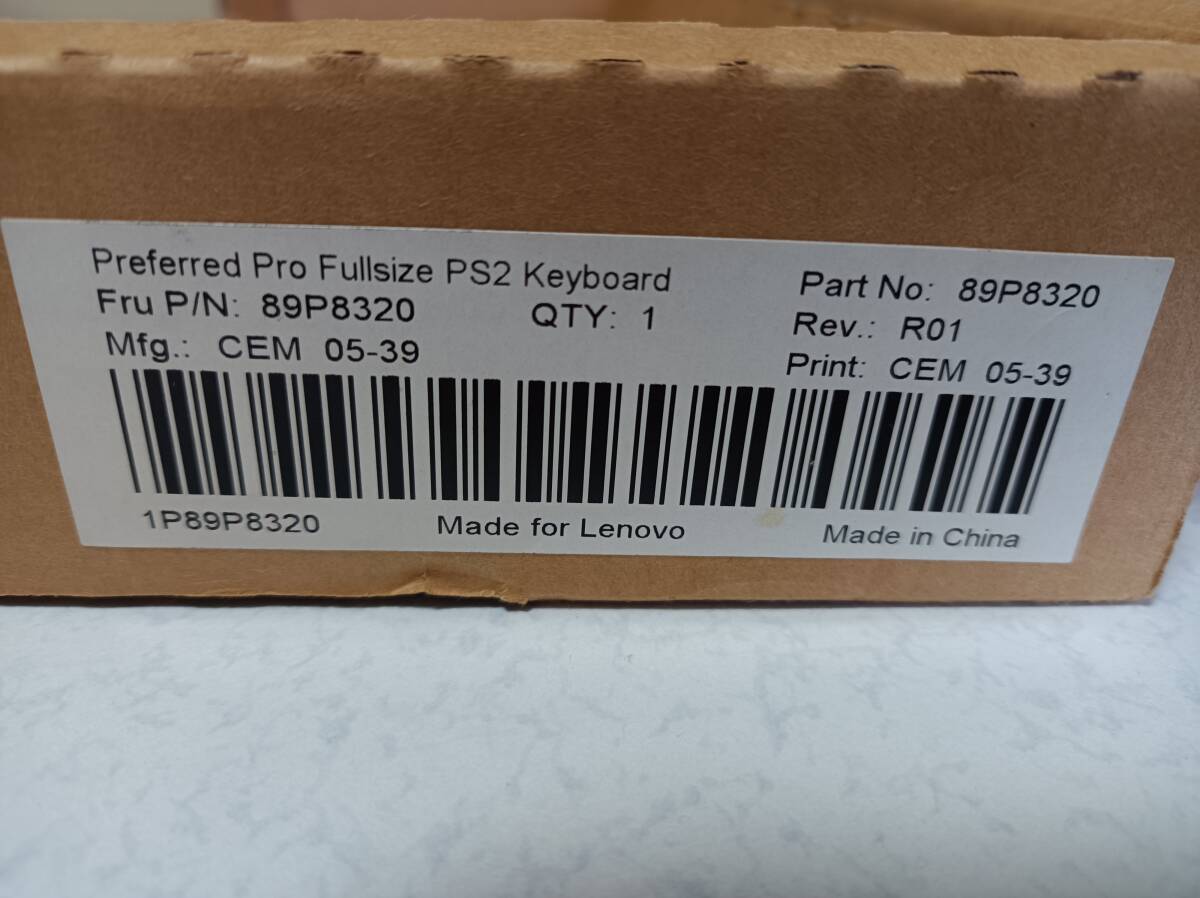 Preferred Pro Fullsize PS2 Keyboard
Part No: 89P8320
Fru P/N: 89P8320 QTY: 1
Rev.: R01
Mfg.: CEM 05-39
Print: CEM 05-39
1P89P8320 Made for Lenovo Made in China